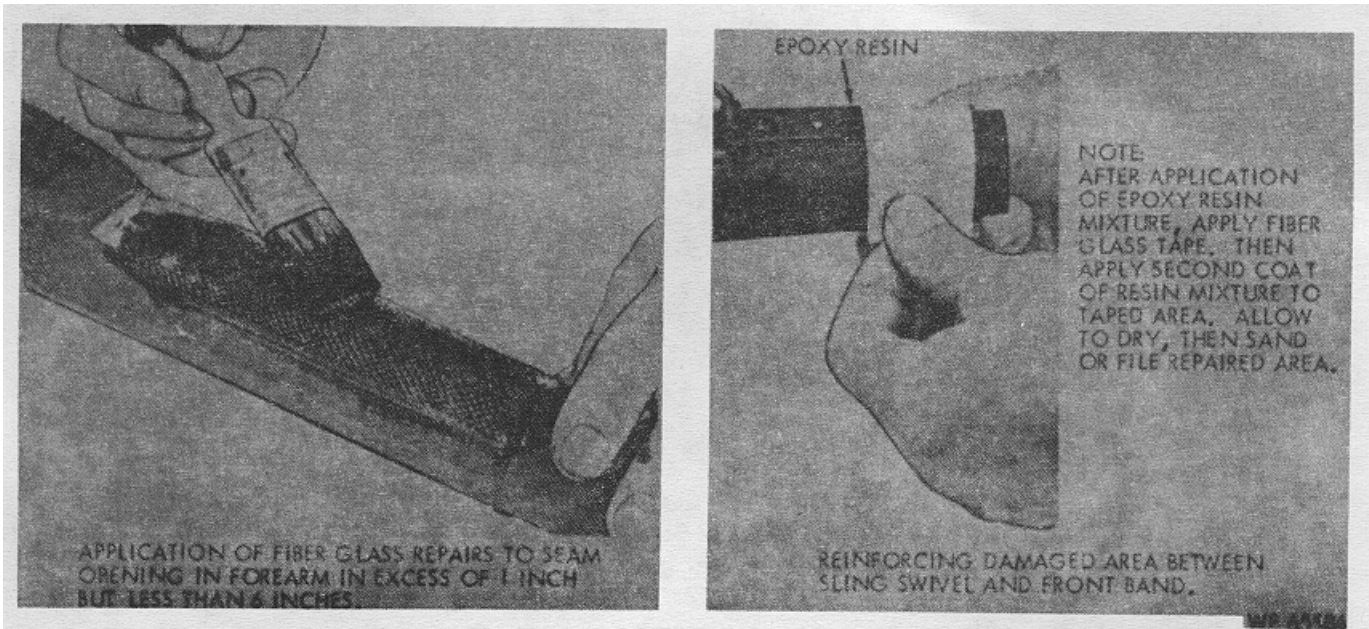 APPLICATION OF FIBER GLASS REPAIRS TO SEAM
OPENING IN FOREARM IN EXCESS OF 1 INCH
BUT LESS THAN 6 INCHES.
EPOXY RESIN
NOTE:
AFTER APPLICATION
OF EPOXY RESIN
MIXTURE, APPLY FIBER
GLASS TAPE. THEN
APPLY SECOND COAT
OF RESIN MIXTURE TO
TAPED AREA. ALLOW
TO DRY, THEN SAND
OR FILE REPAIRED AREA.
REINFORCING DAMAGED AREA BETWEEN
SLING SWIVEL AND FRONT BAND.